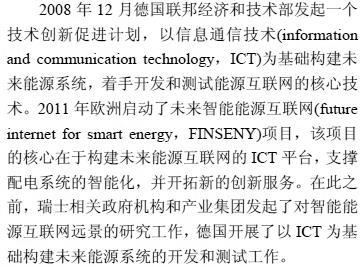 2008 年 12 月德国联邦经济和技术部发起一个
技术创新促进计划，以信息通信技术(information
and communication technology，ICT)为基础构建未
来能源系统，着手开发和测试能源互联网的核心技
术。2011 年欧洲启动了未来智能能源互联网(future
internet for smart energy，FINSENY)项目，该项目
的核心在于构建未来能源互联网的 ICT 平台，支撑
配电系统的智能化，并开拓新的创新服务。在此之
前，瑞士相关政府机构和产业集团发起了对智能能
源互联网远景的研究工作，德国开展了以 ICT 为基
础构建未来能源系统的开发和测试工作。